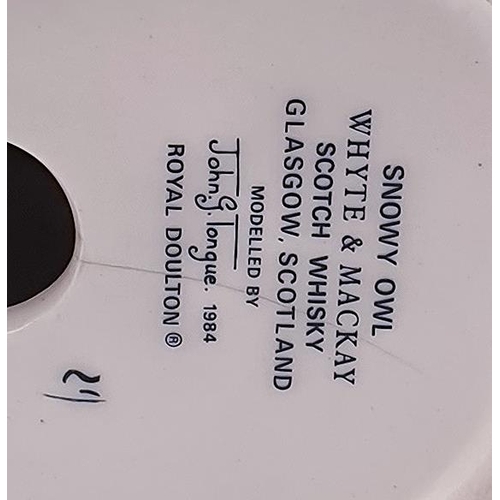 SNOWY OWL
WHYTE & MACKAY
SCOTCH WHISKY
GLASGOW, SCOTLAND
MODELLED BY
John.G.Tongue. 1984
ROYAL DOULTON ®